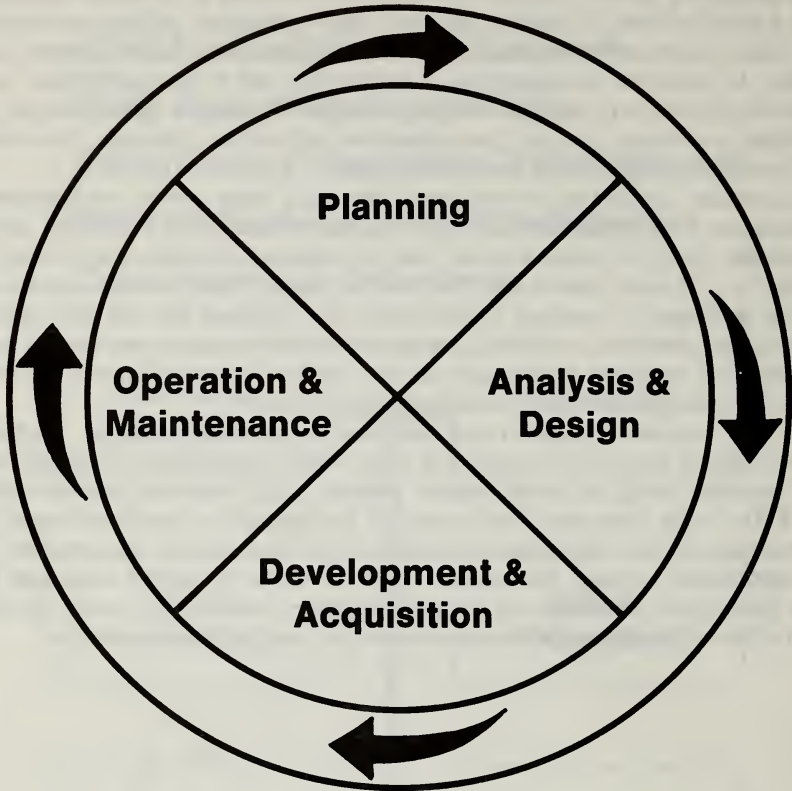 Planning
Operation &
Maintenance
Analysis &
Design
Development &
Acquisition